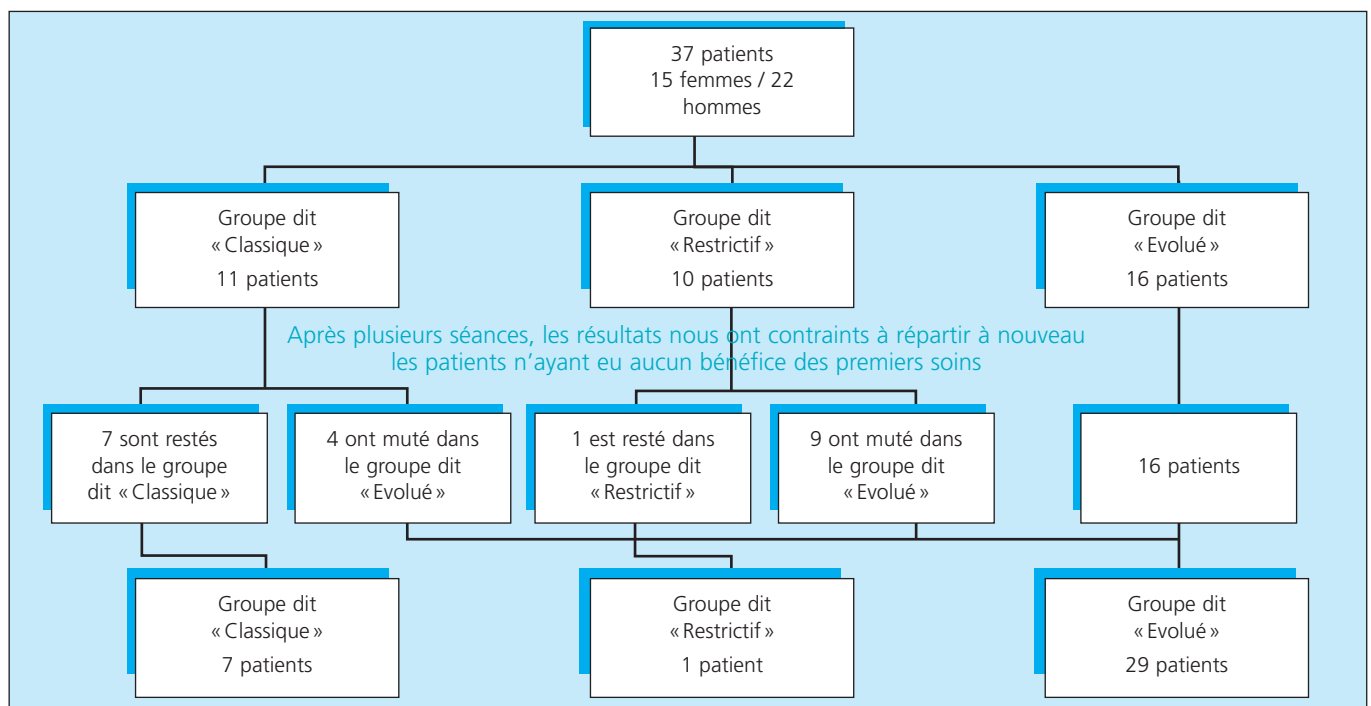 37 patients
15 femmes / 22
hommes
Groupe dit
« Classique »
11 patients
Groupe dit
« Restrictif »
10 patients
Groupe dit
« Evolué »
16 patients
Après plusieurs séances, les résultats nous ont contraints à répartir à nouveau
les patients n’ayant eu aucun bénéfice des premiers soins
7 sont restés
dans le groupe
dit « Classique »
4 ont muté dans
le groupe dit
« Evolué »
1 est resté dans
le groupe dit
« Restrictif »
9 ont muté dans
le groupe dit
« Evolué »
16 patients
Groupe dit
« Classique »
7 patients
Groupe dit
« Restrictif »
1 patient
Groupe dit
« Evolué »
29 patients